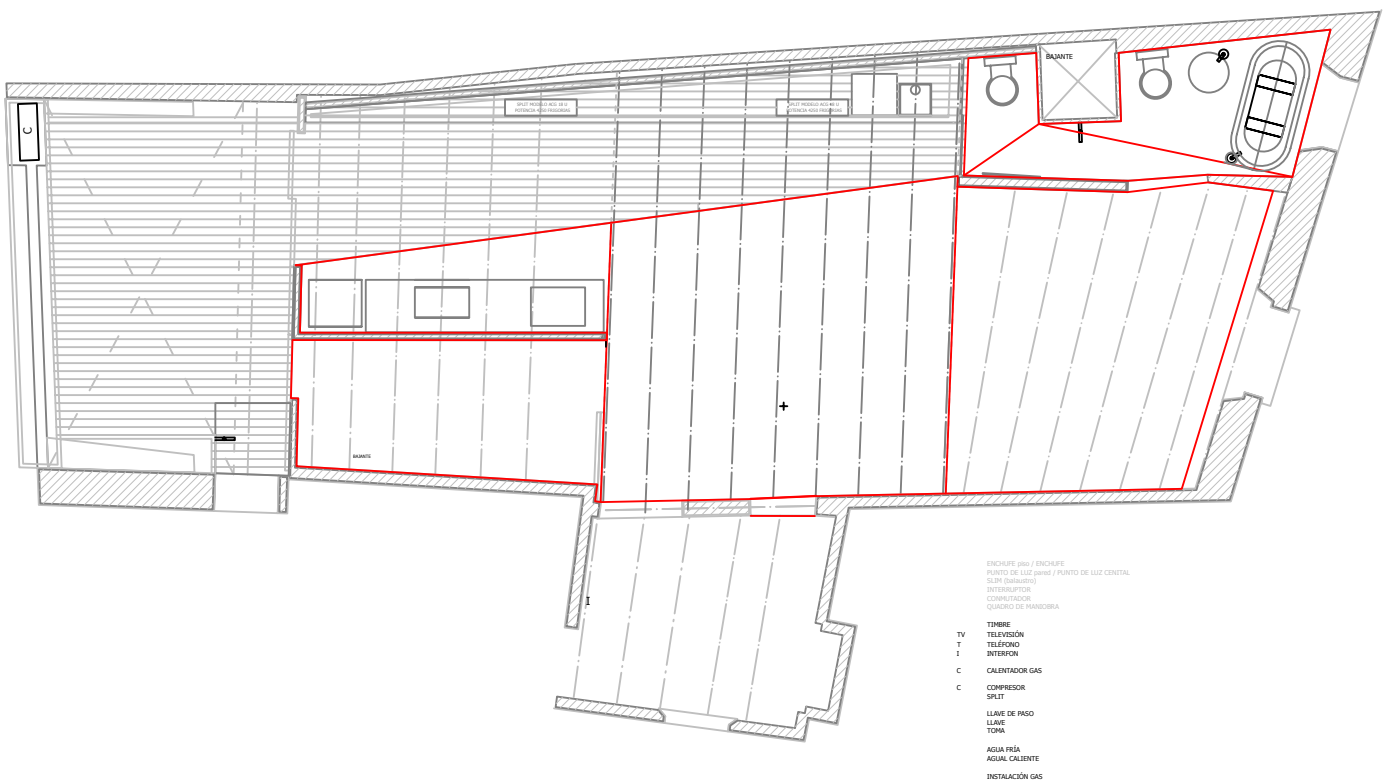 BAJANTE
C
SPLIT MODELO ACG 18 U
POTENCIA 4250 FRIGORIAS
SPLIT MODELO ACG 18 U
POTENCIA 4250 FRIGORIAS
BAJANTE
I
ENCHUFE piso / ENCHUFE
PUNTO DE LUZ pared / PUNTO DE LUZ CENITAL
SLIM (balaustro)
INTERRUPTOR
CONMUTADOR
QUADRO DE MANIOBRA
TIMBRE
TV TELEVISIÓN
T TELÉFONO
I INTERFON
C CALENTADOR GAS
C COMPRESOR
SPLIT
LLAVE DE PASO
LLAVE
TOMA
AGUA FRÍA
AGUAL CALIENTE
INSTALACIÓN GAS